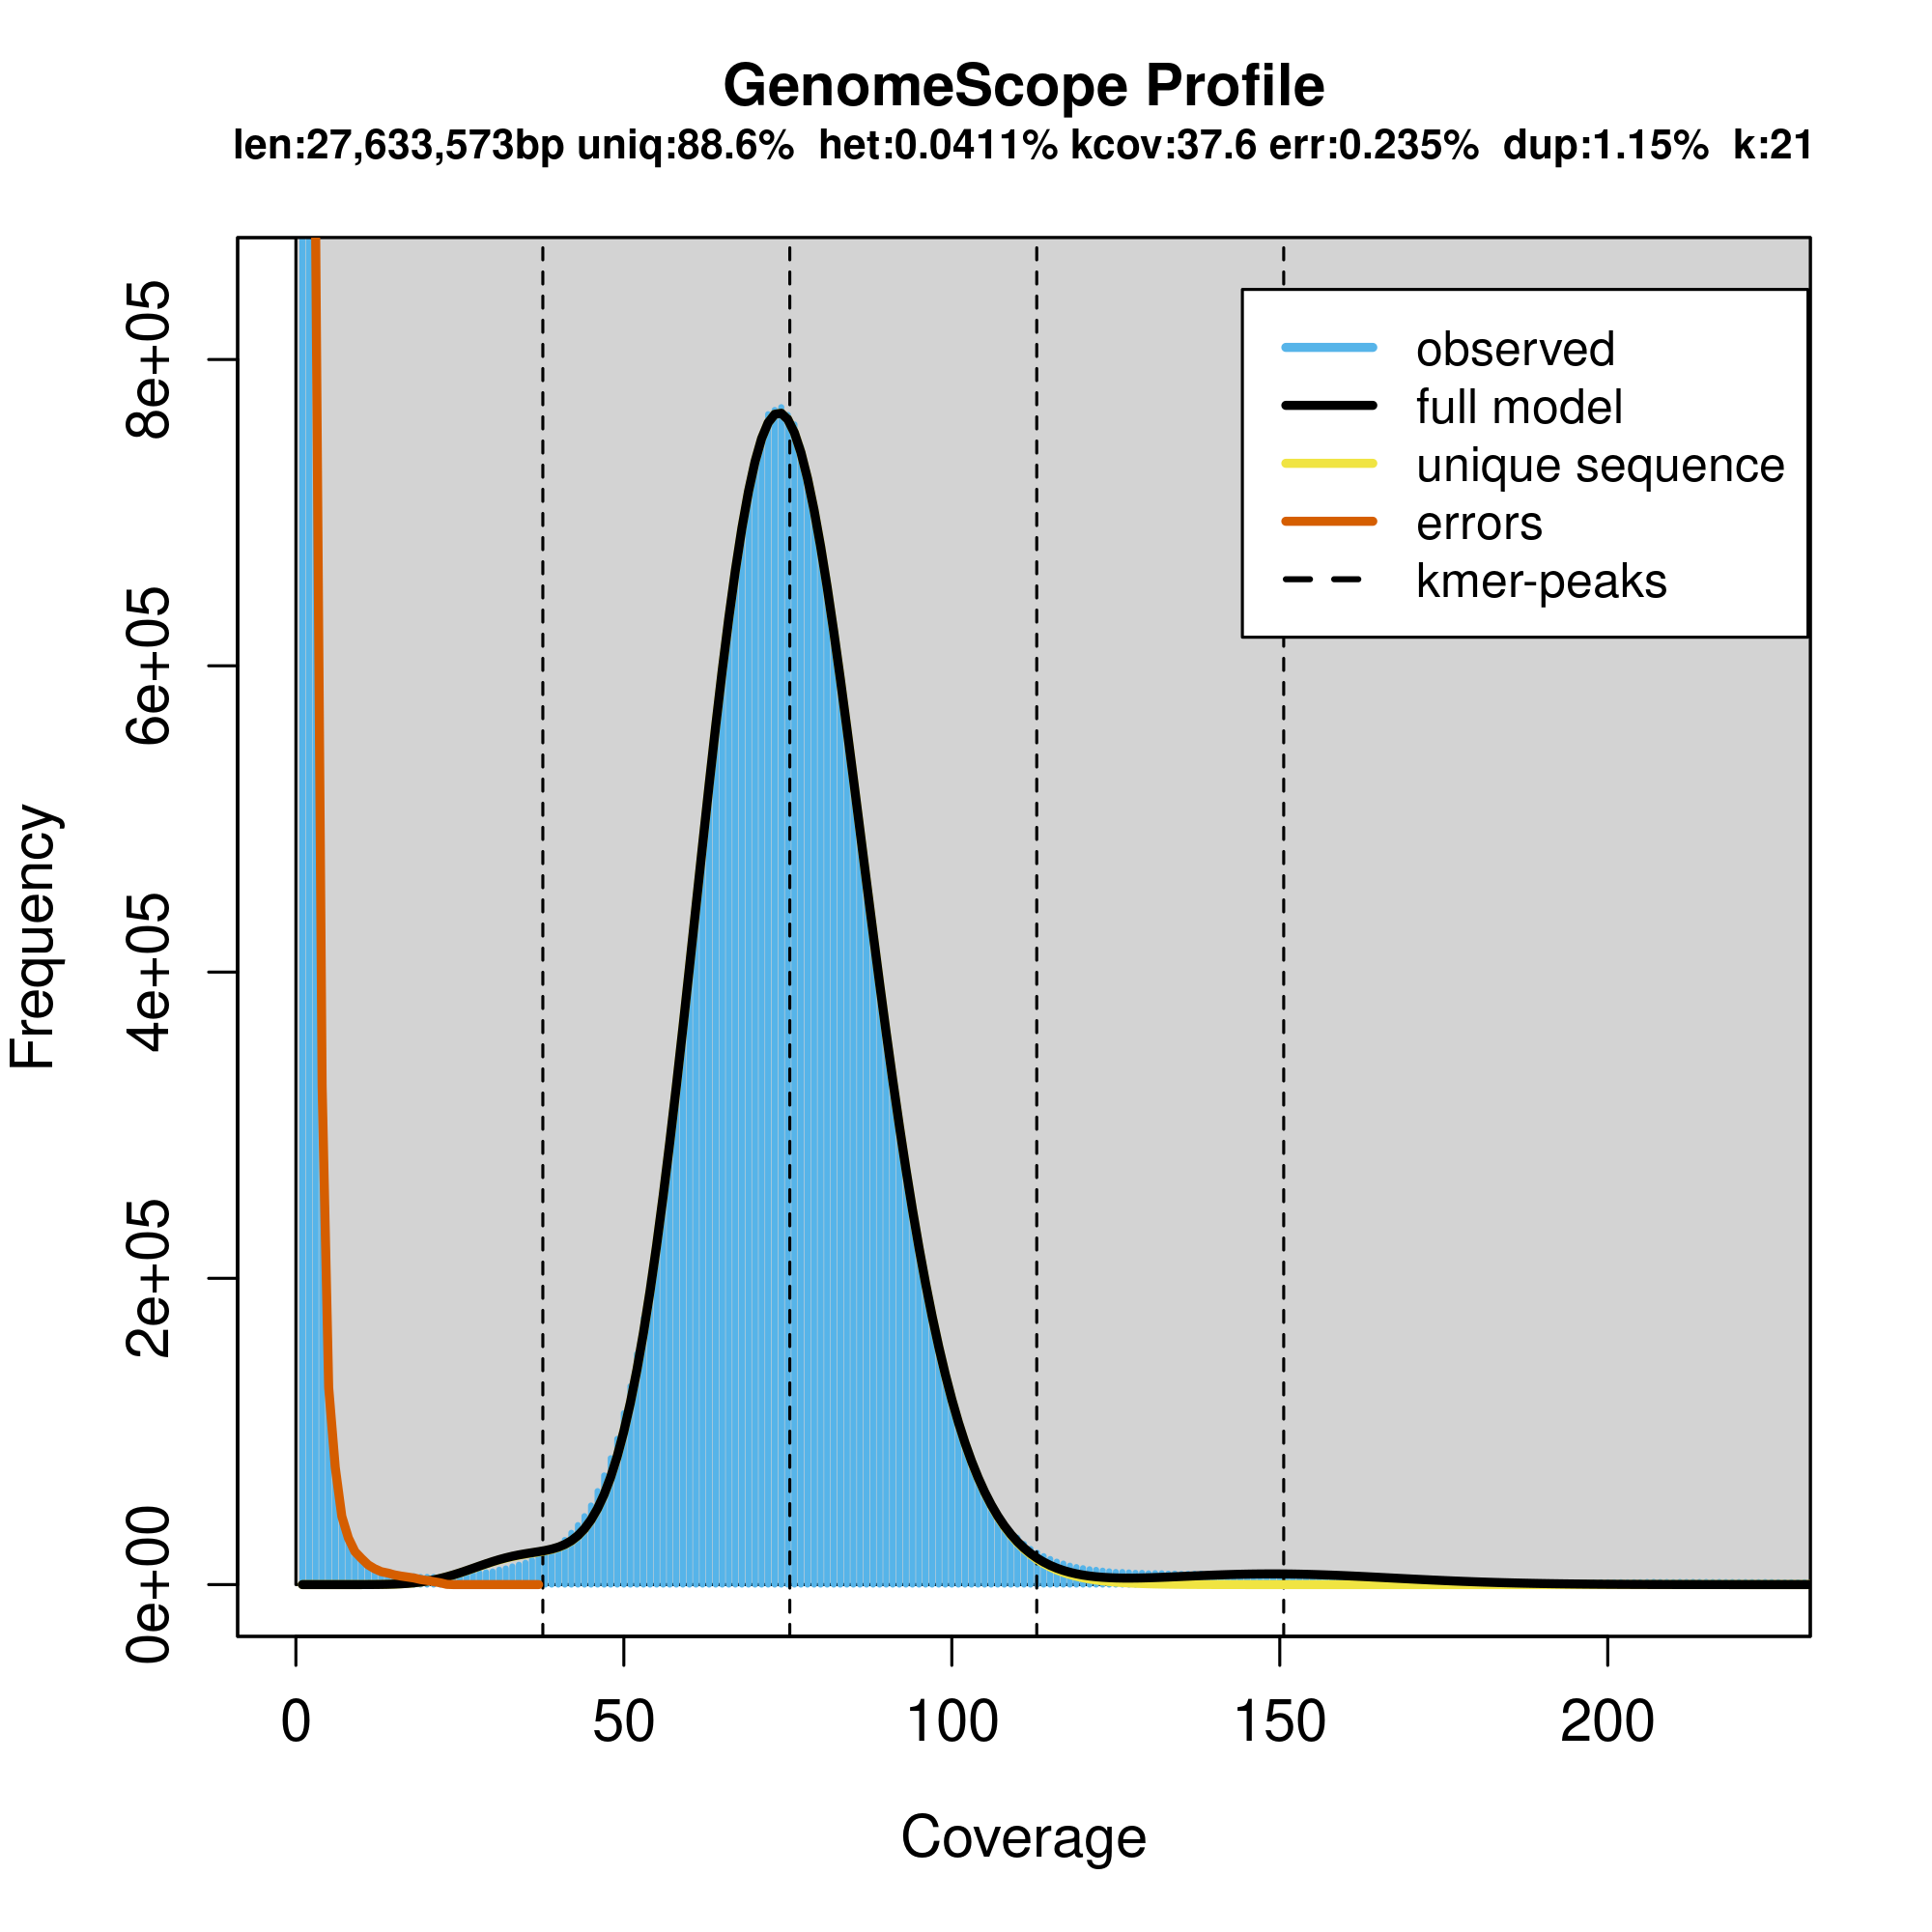 GenomeScope Profile
len:27,633,573bp uniq:88.6% het:0.0411% kcov:37.6 err:0.235% dup:1.15% k:21
observed
full model
unique sequence
errors
kmer-peaks
Frequency
8e+05
6e+05
4e+05
2e+05
0e+00
0 50 100 150 200
Coverage